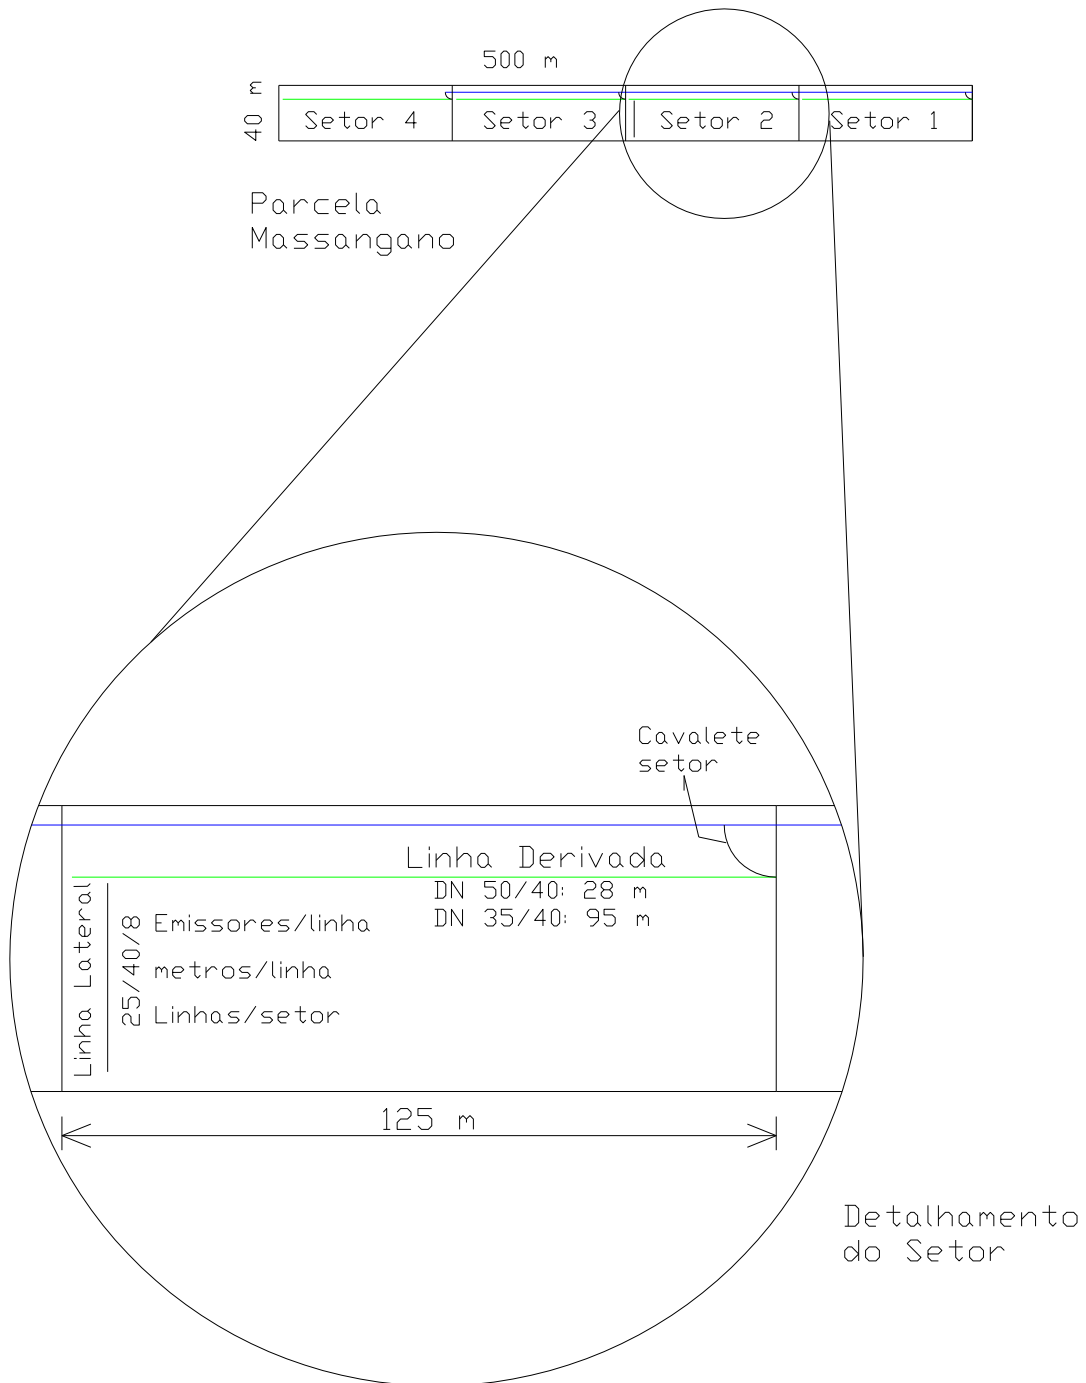 500 m
40 m
Setor 4
Setor 3
Setor 2
Setor 1
Parcela
Massangano
Cavalete
setor
Linha Derivada
DN 50/40: 28 m
DN 35/40: 95 m
Linha Lateral
25/40/8
Emissores/linha
metros/linha
Linhas/setor
125 m
Detalhamento
do Setor